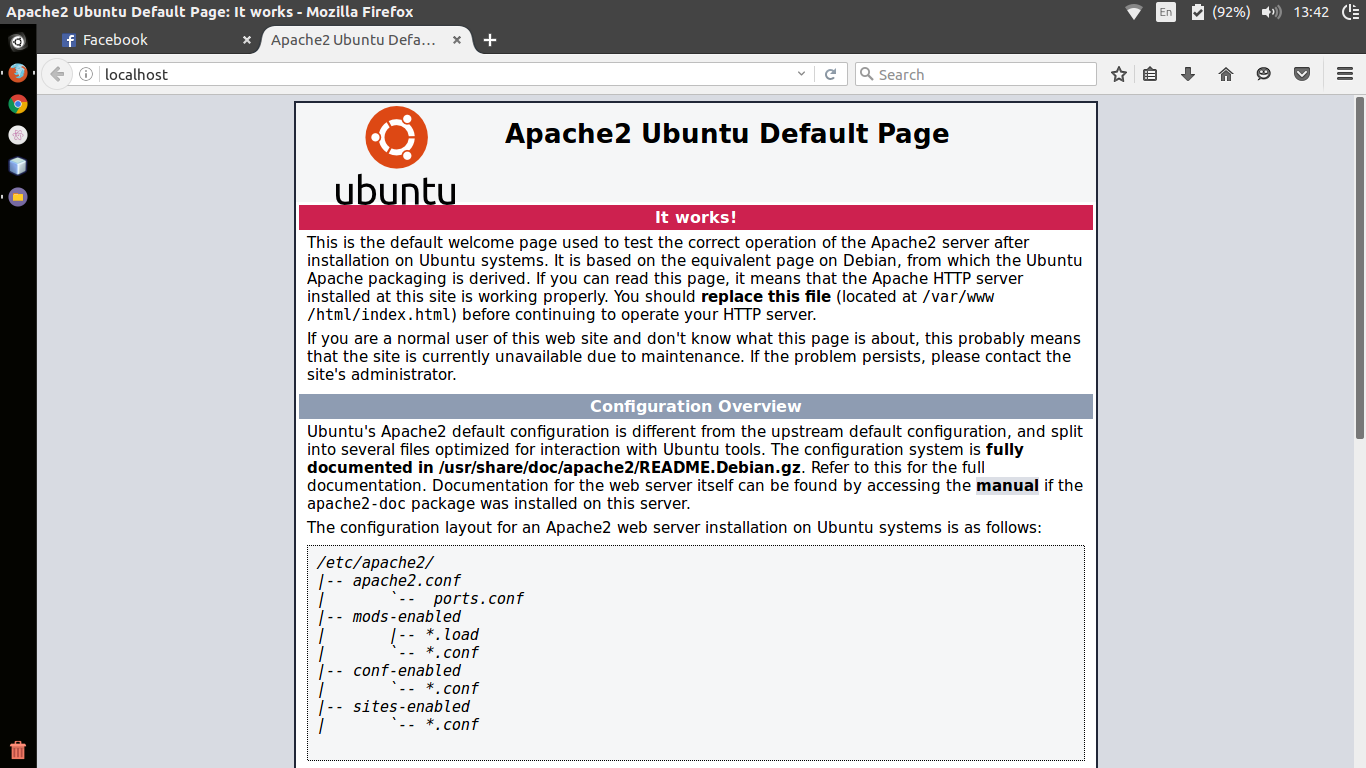 Apache2 Ubuntu Default Page: It works - Mozilla Firefox
En (92%) 13:42
Facebook
Apache2 Ubuntu Defa...
localhost
Search
ubuntu
Apache2 Ubuntu Default Page
It works!
This is the default welcome page used to test the correct operation of the Apache2 server after
installation on Ubuntu systems. It is based on the equivalent page on Debian, from which the Ubuntu
Apache packaging is derived. If you can read this page, it means that the Apache HTTP server
installed at this site is working properly. You should replace this file (located at /var/www
/html/index.html) before continuing to operate your HTTP server.
If you are a normal user of this web site and don't know what this page is about, this probably means
that the site is currently unavailable due to maintenance. If the problem persists, please contact the
site's administrator.
Configuration Overview
Ubuntu's Apache2 default configuration is different from the upstream default configuration, and split
into several files optimized for interaction with Ubuntu tools. The configuration system is fully
documented in /usr/share/doc/apache2/README.Debian.gz. Refer to this for the full
documentation. Documentation for the web server itself can be found by accessing the manual if the
apache2-doc package was installed on this server.
The configuration layout for an Apache2 web server installation on Ubuntu systems is as follows:
/etc/apache2/
|-- apache2.conf
|       `--  ports.conf
|-- mods-enabled
|       |-- *.load
|       `-- *.conf
|-- conf-enabled
|       `-- *.conf
|-- sites-enabled
|       `-- *.conf